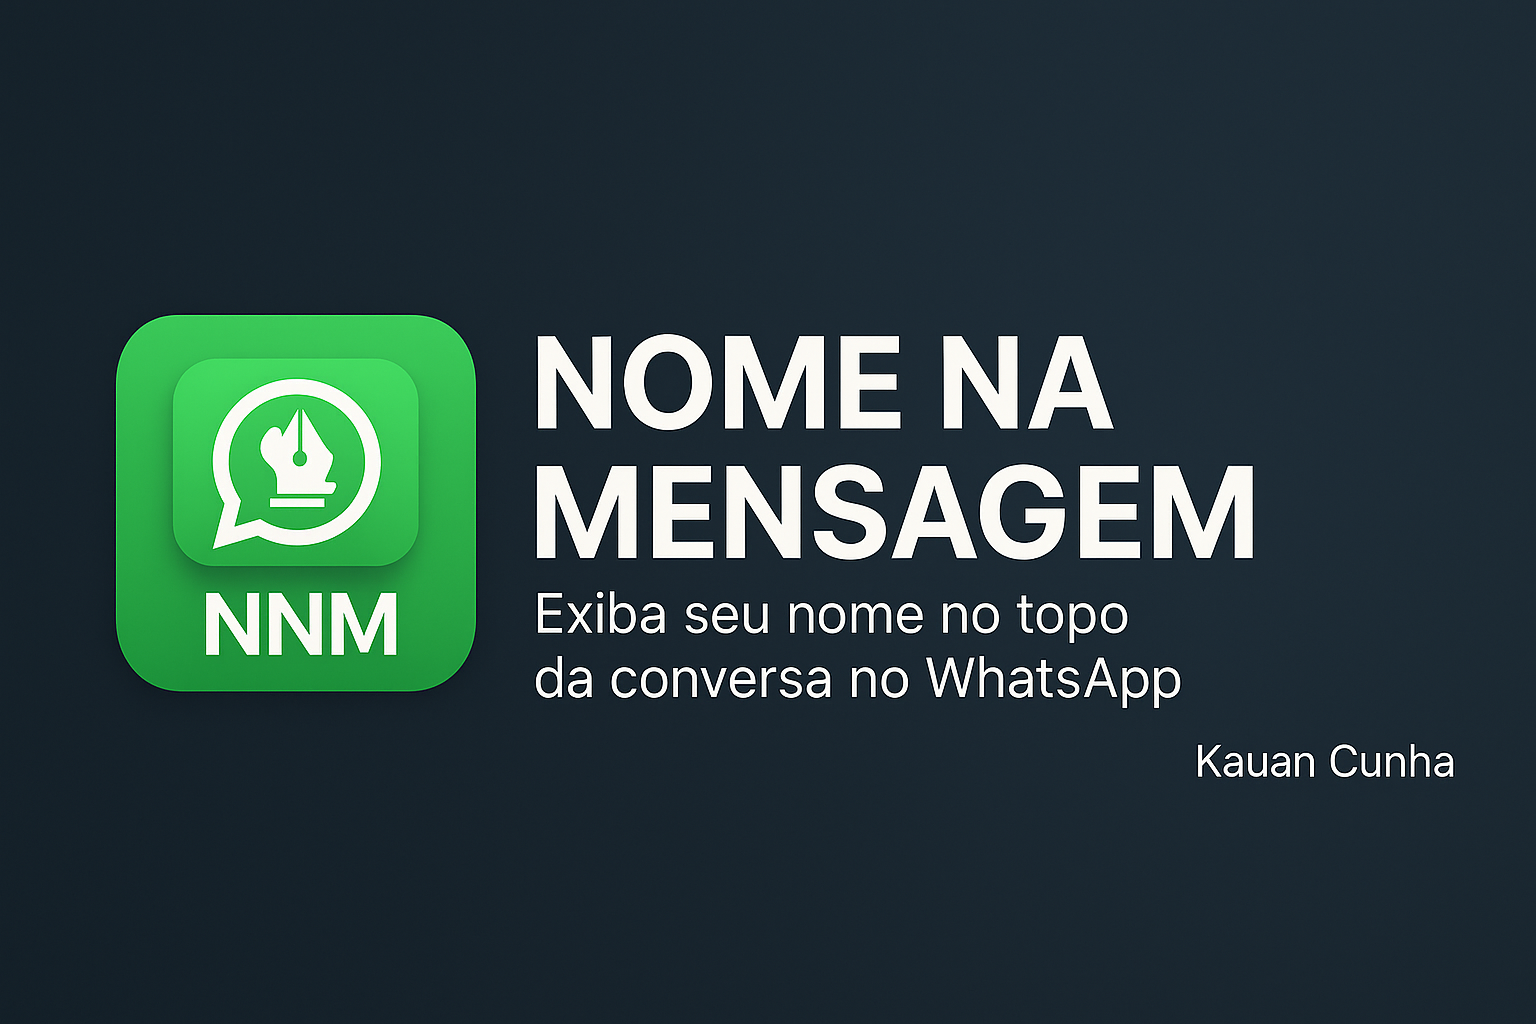 NNM
NOME NA
MENSAGEM
Exiba seu nome no topo
da conversa no WhatsApp
Kauan Cunha